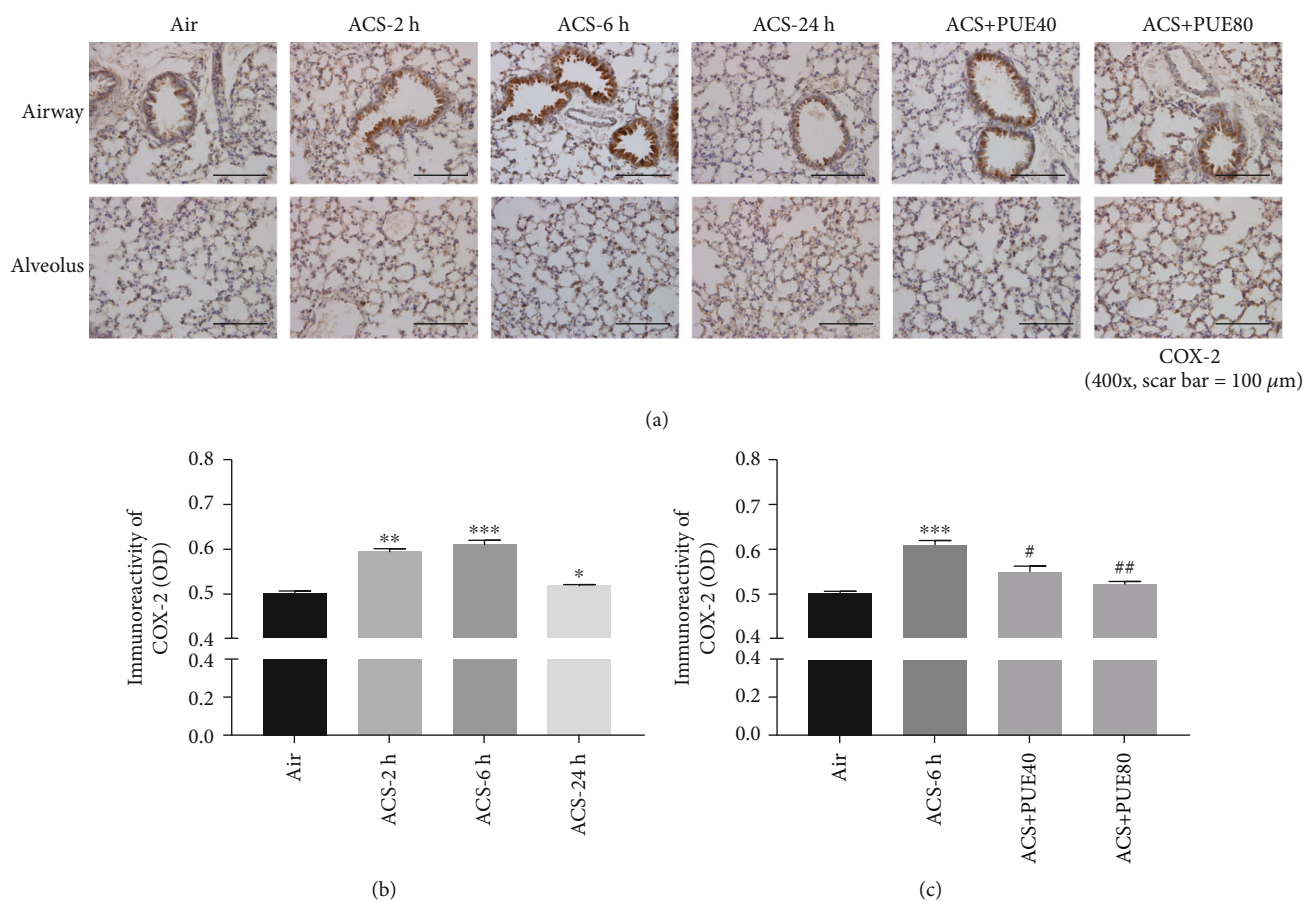 Air ACS-2 h ACS-6 h ACS-24 h ACS+PUE40 ACS+PUE80
Airway
Alveolus
COX-2
(400x, scar bar = 100 μm)
(a)
Immunoreactivity of
COX-2 (OD)
0.8
0.7
0.6
0.5
0.4
0.4
0.2
0.0
**
***
*
Air
ACS-2 h
ACS-6 h
ACS-24 h
(b)
Immunoreactivity of
COX-2 (OD)
0.8
0.7
0.6
0.5
0.4
0.4
0.2
0.0
***
#
##
Air
ACS-6 h
ACS+PUE40
ACS+PUE80
(c)